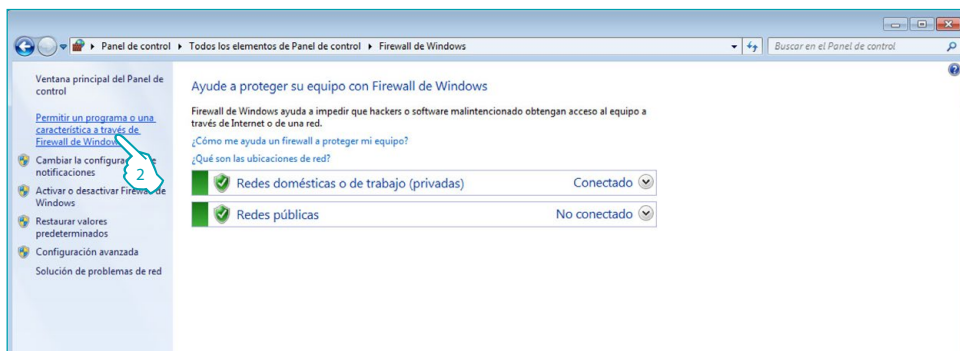 Panel de control ▸ Todos los elementos de Panel de control ▸ Firewall de Windows
Buscar en el Panel de control
Ventana principal del Panel de
control
Permitir un programa o una
característica a través de
Firewall de Window
Cambiar la configura e
notificaciones
2
Activar o desactivar Firewall de
Windows
Restaurar valores
predeterminados
Configuración avanzada
Solución de problemas de red
Ayude a proteger su equipo con Firewall de Windows
Firewall de Windows ayuda a impedir que hackers o software malintencionado obtengan acceso al equipo a
través de Internet o de una red.
¿Cómo me ayuda un firewall a proteger mi equipo?
¿Qué son las ubicaciones de red?
Redes domésticas o de trabajo (privadas) Conectado
Redes públicas No conectado